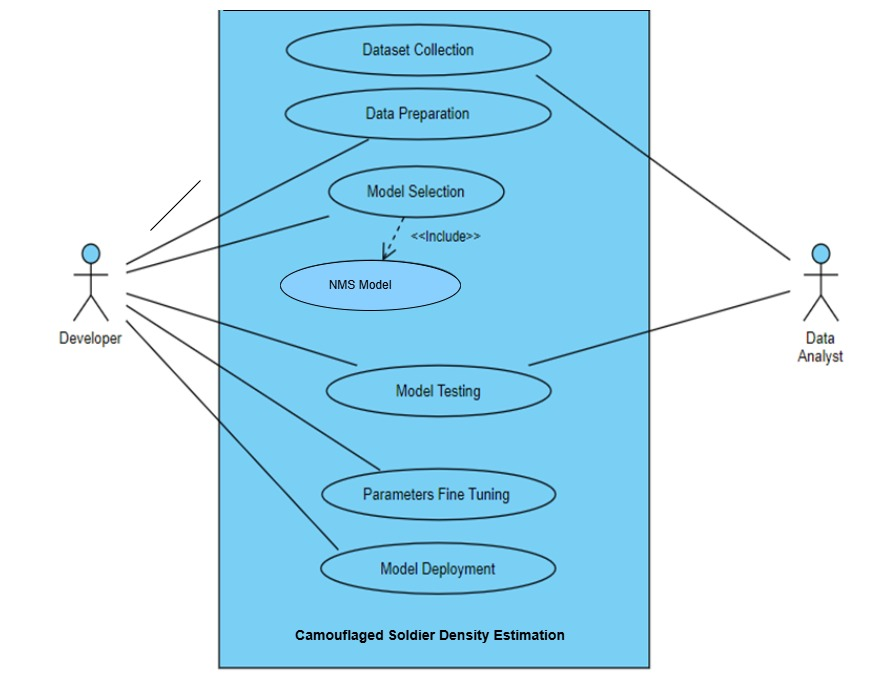 Dataset Collection
Data Preparation
Model Selection
<<Include>>
NMS Model
Developer
Data
Analyst
Model Testing
Parameters Fine Tuning
Model Deployment
Camouflaged Soldier Density Estimation